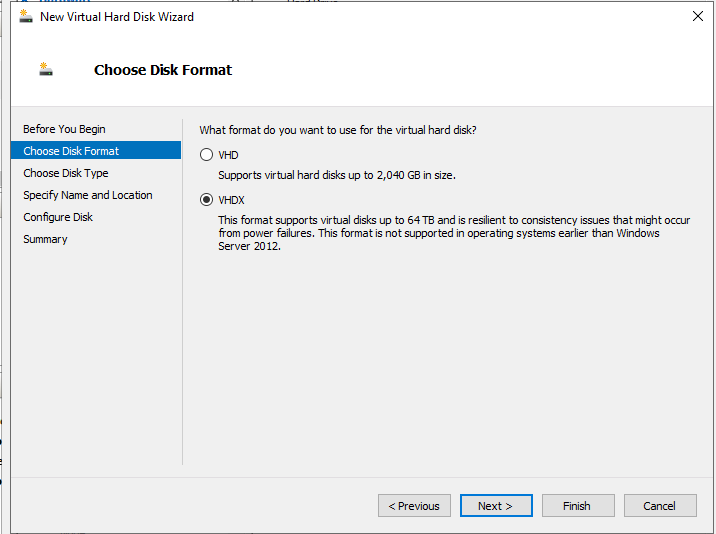 New Virtual Hard Disk Wizard
Choose Disk Format
Before You Begin
Choose Disk Format
Choose Disk Type
Specify Name and Location
Configure Disk
Summary
What format do you want to use for the virtual hard disk?
VHD
Supports virtual hard disks up to 2,040 GB in size.
VHDX
This format supports virtual disks up to 64 TB and is resilient to consistency issues that might occur
from power failures. This format is not supported in operating systems earlier than Windows
Server 2012.
< Previous
Next >
Finish
Cancel